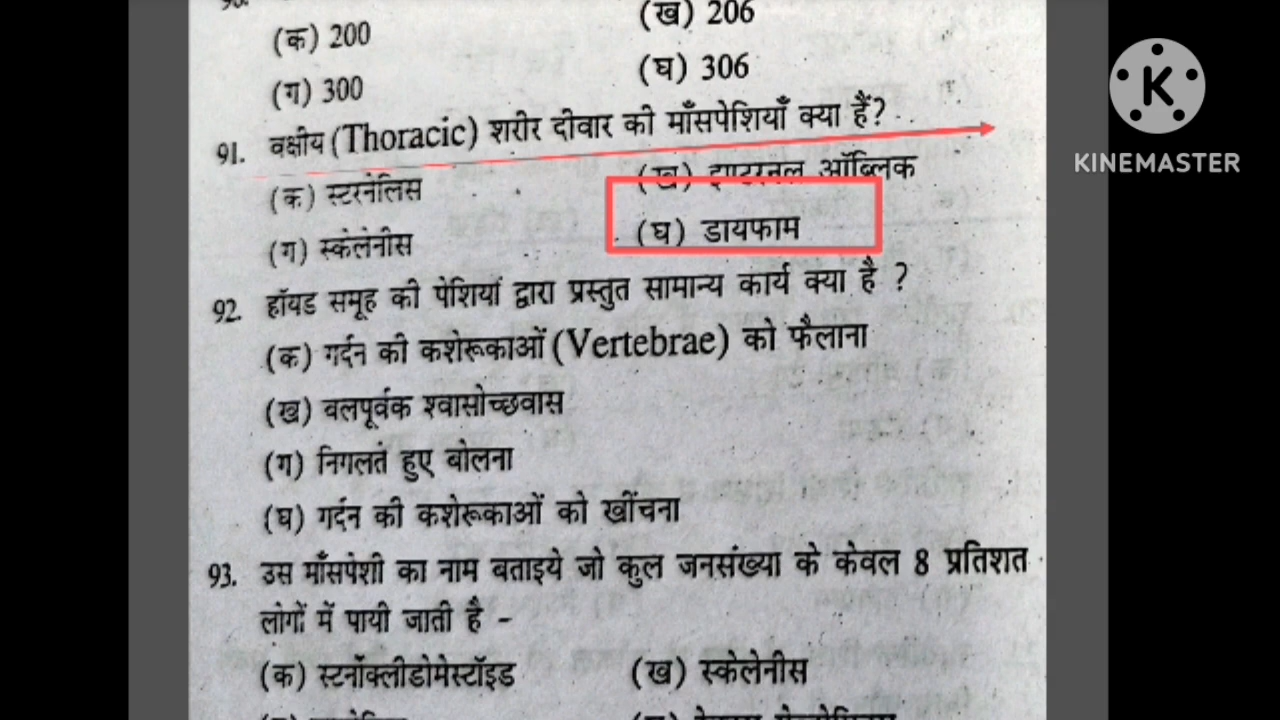 (क) 200
(ख) 206
(ग) 300
(घ) 306
91. वक्षीय (Thoracic) शरीर दीवार की माँसपेशियाँ क्या हैं?
(क) स्टरनेलिस
(ख) ऑब्लिक
(ग) स्केलेनीस
(घ) डायफाम
92. हॉयड समूह की पेशियां द्वारा प्रस्तुत सामान्य कार्य क्या है ?
(क) गर्दन की कशेरूकाओं (Vertebrae) को फैलाना
(ख) बलपूर्वक श्वासोच्छवास
(ग) निगलते हुए बोलना
(घ) गर्दन की कशेरूकाओं को खींचना
93. उस माँसपेशी का नाम बताइये जो कुल जनसंख्या के केवल 8 प्रतिशत
लोगों में पायी जाती है -
(क) स्टर्नोक्लीडोमेस्टॉइड
(ख) स्केलेनीस
K
KINEMASTER